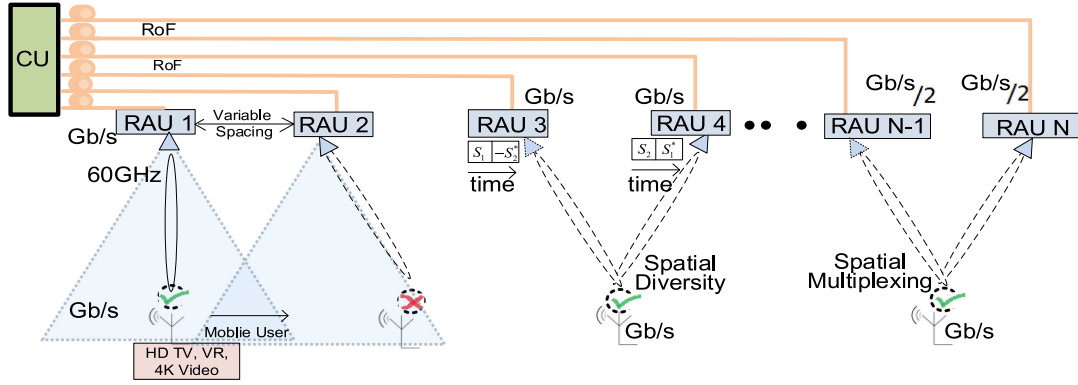 CU
RoF
RoF
Gb/s
RAU 1
Variable
Spacing
RAU 2
Gb/s
RAU 3
Gb/s
RAU 4
Gb/s/2
RAU N-1
Gb/s/2
RAU N
60GHz
S₁ -S₂*
time
S₂ S₁*
time
Gb/s
Moblie User
HD TV, VR,
4K Video
Spatial
Diversity
Gb/s
Spatial
Multiplexing
Gb/s